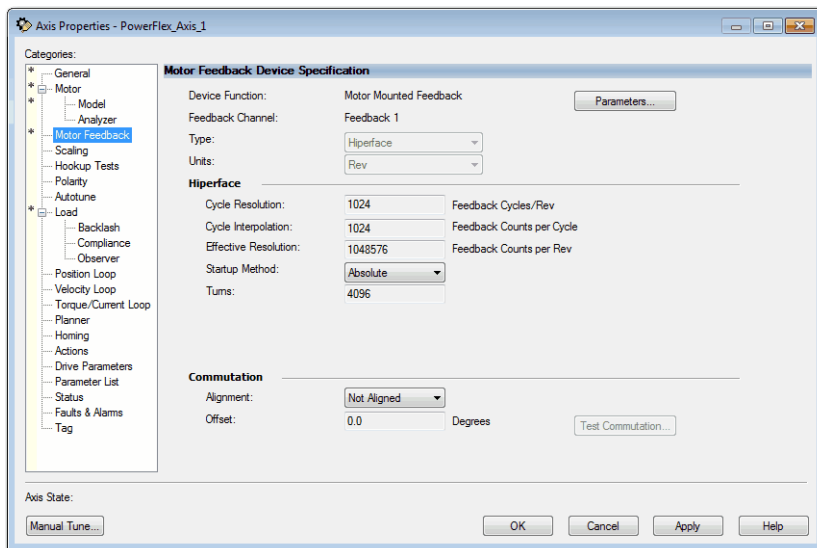 Axis Properties - PowerFlex_Axis_1
Categories:
* General
* Motor
* Model
Analyzer
* Motor Feedback
Scaling
Hookup Tests
Polarity
Autotune
* Load
Backlash
Compliance
Observer
Position Loop
Velocity Loop
Torque/Current Loop
Planner
Homing
Actions
Drive Parameters
Parameter List
Status
Faults & Alarms
Tag
Motor Feedback Device Specification
Device Function: Motor Mounted Feedback Parameters...
Feedback Channel: Feedback 1
Type: Hiperface
Units: Rev
Hiperface
Cycle Resolution: 1024 Feedback Cycles/Rev
Cycle Interpolation: 1024 Feedback Counts per Cycle
Effective Resolution: 1048576 Feedback Counts per Rev
Startup Method: Absolute
Turns: 4096
Commutation
Alignment: Not Aligned
Offset: 0.0 Degrees Test Commutation...
Axis State:
Manual Tune... OK Cancel Apply Help